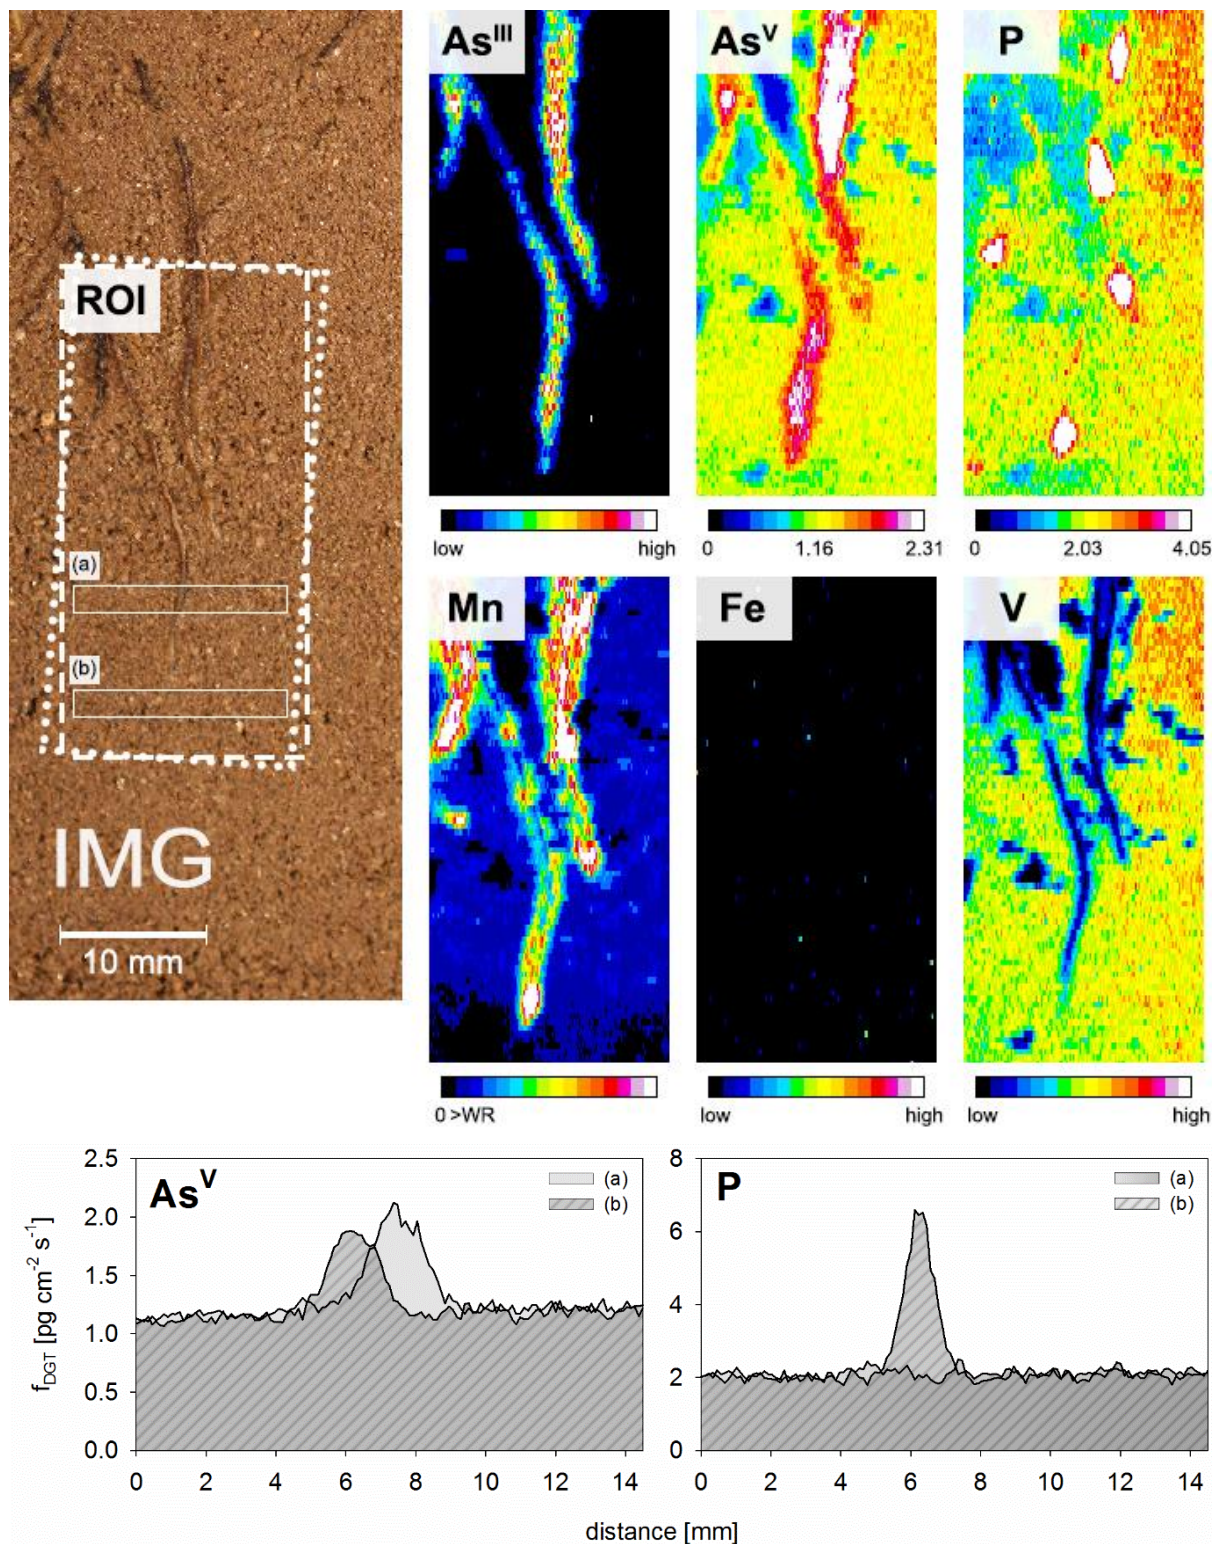 ROI
(a)
(b)
IMG
10 mm
As^III
low high
As^V
0 1.16 2.31
P
0 2.03 4.05
Mn
0 >WR
Fe
low high
V
low high
As^V
(a)
(b)
2.5
2.0
1.5
1.0
0.5
0.0
f_DGT [pg cm^-2 s^-1]
0 2 4 6 8 10 12 14
P
(a)
(b)
8
6
4
2
0
0 2 4 6 8 10 12 14
distance [mm]